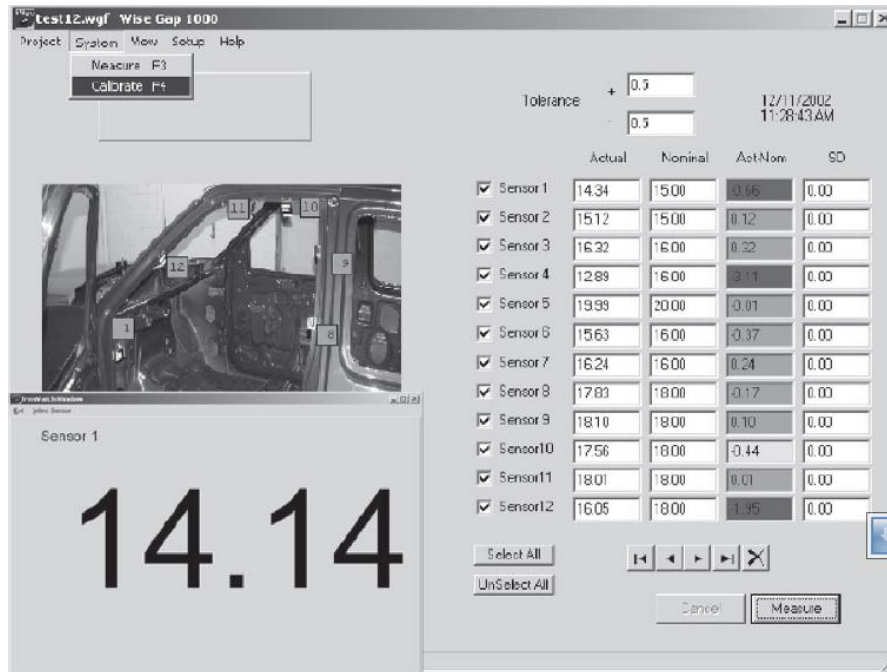 test12.wgf Wise Gap 1000
Project System View Setup Help
Measure F3
Calibrate F4
Tolerance + 0.5
- 0.5
12/11/2002
11:28:43 AM
Actual Nominal Act-Nom SD
Sensor 1 14.34 15.00 -0.66 0.00
Sensor 2 15.12 15.00 0.12 0.00
Sensor 3 16.32 16.00 0.32 0.00
Sensor 4 12.89 16.00 -3.11 0.00
Sensor 5 19.99 20.00 -0.01 0.00
Sensor 6 15.63 16.00 -0.37 0.00
Sensor 7 16.24 16.00 0.24 0.00
Sensor 8 17.83 18.00 -0.17 0.00
Sensor 9 18.10 18.00 0.10 0.00
Sensor10 17.56 18.00 -0.44 0.00
Sensor11 18.01 18.00 0.01 0.00
Sensor12 16.05 18.00 -1.95 0.00
11
10
12
9
1
8
Sensor 1
14.14
Select All
UnSelect All
Cancel Measure